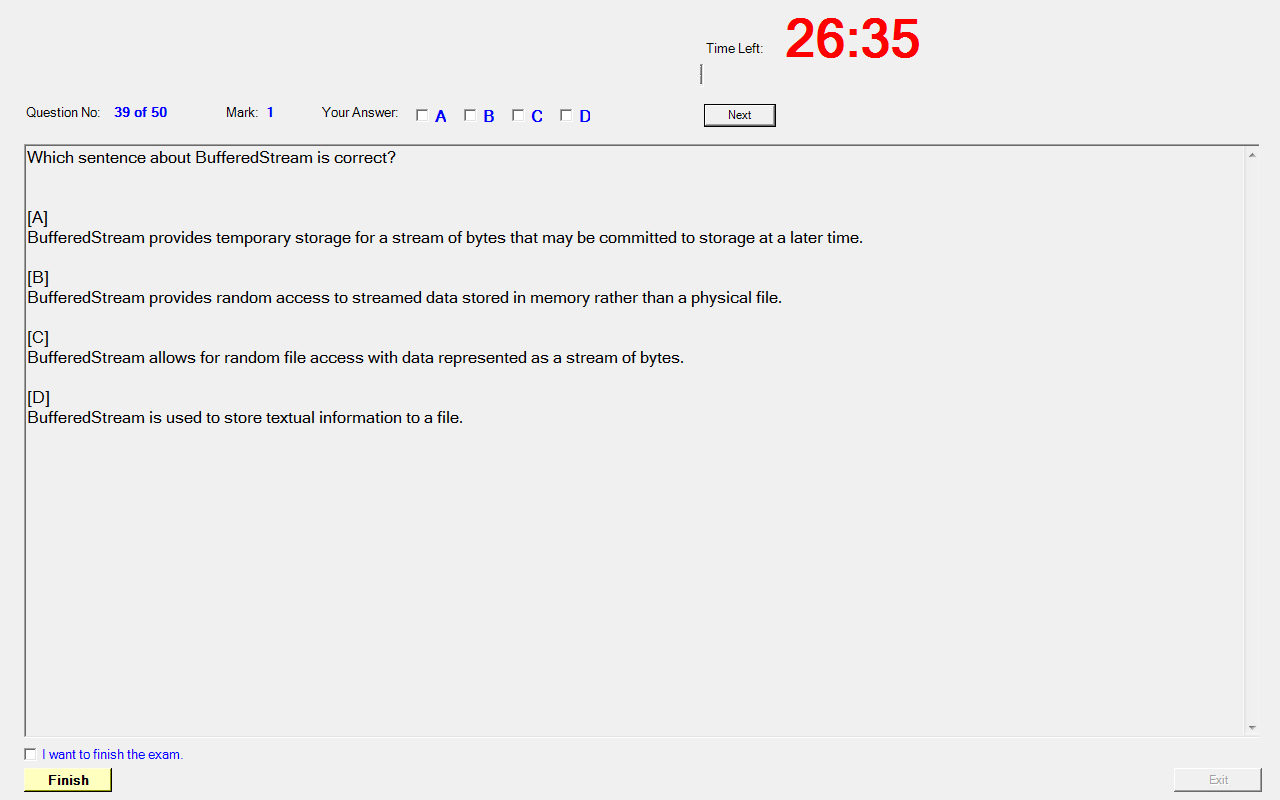 Time Left: 26:35
Question No: 39 of 50 Mark: 1 Your Answer: A B C D Next
Which sentence about BufferedStream is correct?
[A]
BufferedStream provides temporary storage for a stream of bytes that may be committed to storage at a later time.
[B]
BufferedStream provides random access to streamed data stored in memory rather than a physical file.
[C]
BufferedStream allows for random file access with data represented as a stream of bytes.
[D]
BufferedStream is used to store textual information to a file.
I want to finish the exam.
Finish Exit